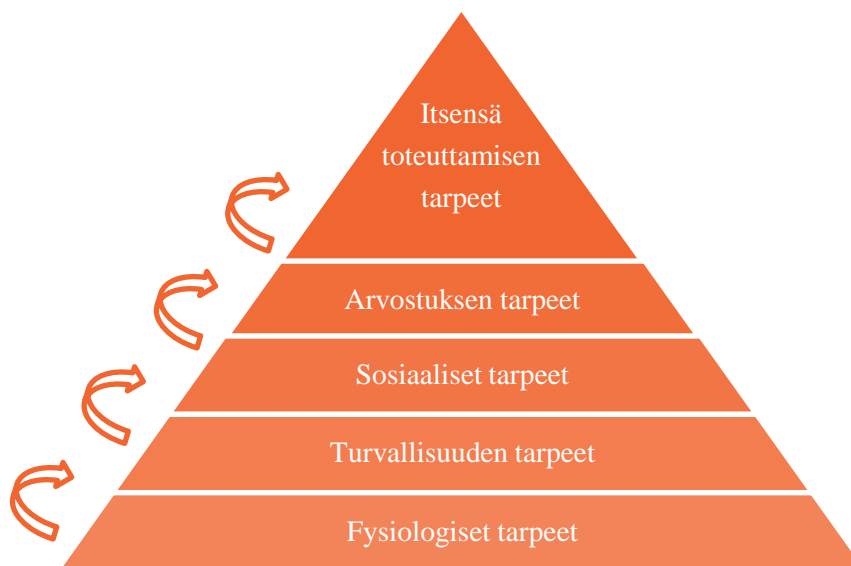 Itsensä
toteuttamisen
tarpeet
Arvostuksen tarpeet
Sosiaaliset tarpeet
Turvallisuuden tarpeet
Fysiologiset tarpeet